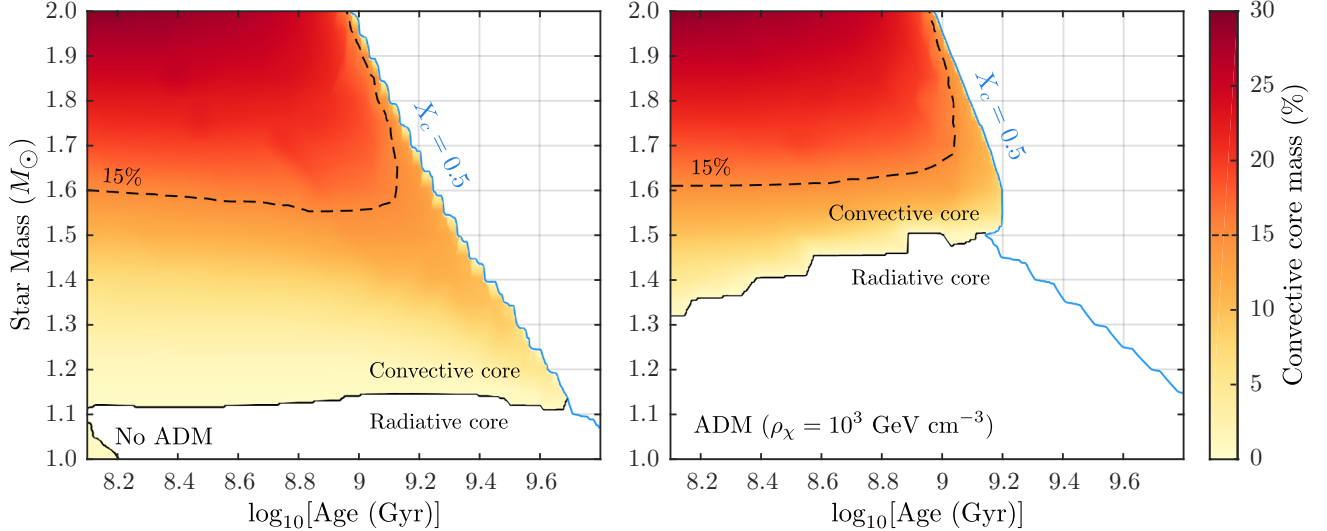 2.0
1.9
1.8
1.7
1.6
1.5
1.4
1.3
1.2
1.1
1.0
Star Mass (M⊙)
15%
X_c = 0.5
Convective core
Radiative core
No ADM
8.2 8.4 8.6 8.8 9 9.2 9.4 9.6
log₁₀[Age (Gyr)]
2.0
1.9
1.8
1.7
1.6
1.5
1.4
1.3
1.2
1.1
1.0
15%
X_c = 0.5
Convective core
Radiative core
ADM (ρ_χ = 10³ GeV cm⁻³)
8.2 8.4 8.6 8.8 9 9.2 9.4 9.6
log₁₀[Age (Gyr)]
30
25
20
15
10
5
0
Convective core mass (%)